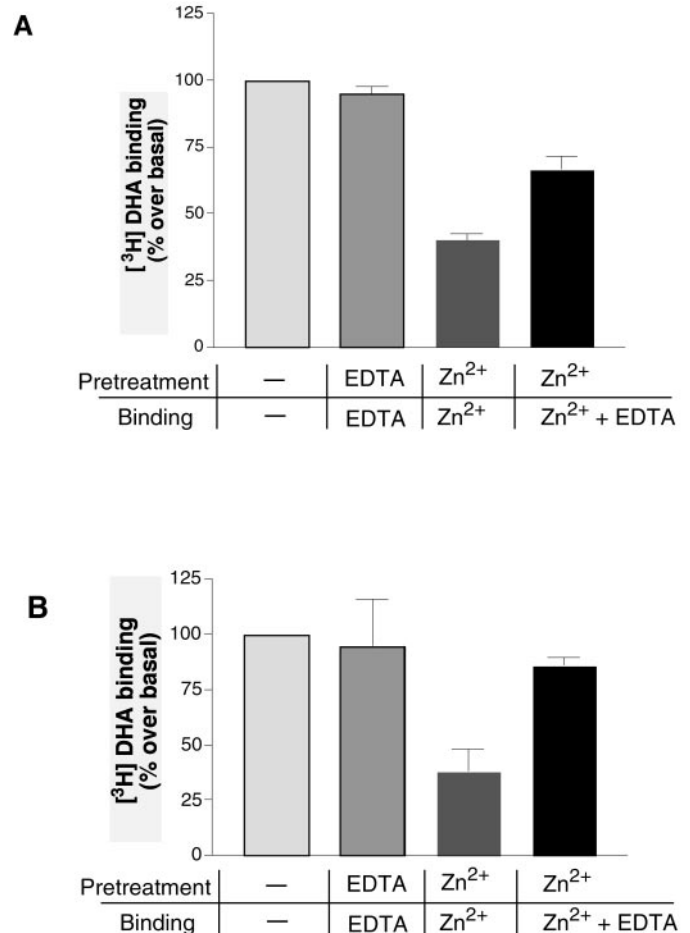 A
[³H] DHA binding
(% over basal)
125
100
75
50
25
0
Pretreatment — EDTA Zn²⁺ Zn²⁺
Binding — EDTA Zn²⁺ Zn²⁺ + EDTA
B
[³H] DHA binding
(% over basal)
125
100
75
50
25
0
Pretreatment — EDTA Zn²⁺ Zn²⁺
Binding — EDTA Zn²⁺ Zn²⁺ + EDTA